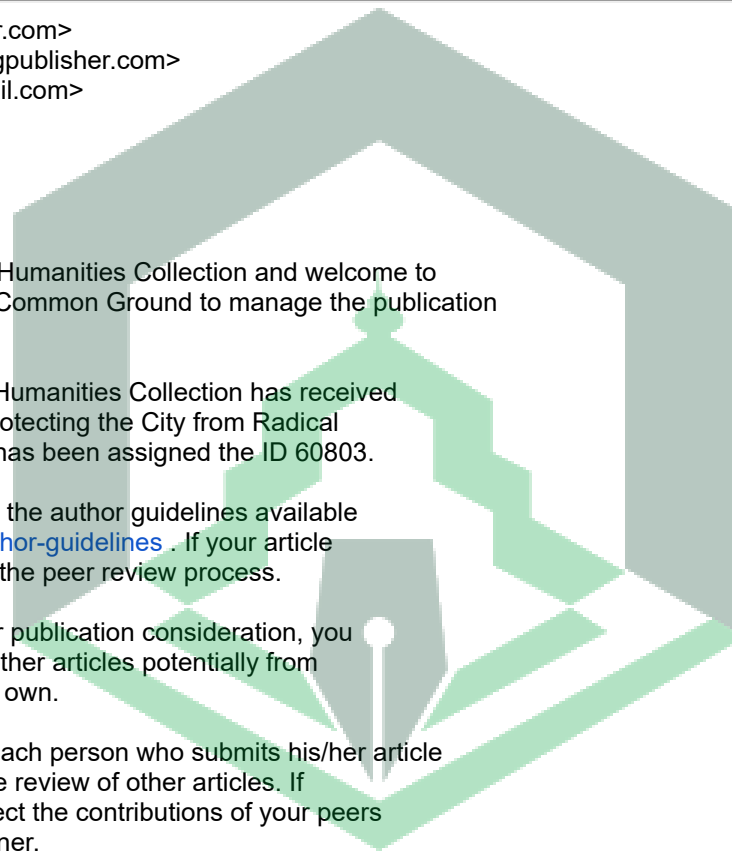 r.com>
gpublisher.com>
il.com>
Humanities Collection and welcome to
Common Ground to manage the publication
Humanities Collection has received
otecting the City from Radical
has been assigned the ID 60803.
the author guidelines available
hor-guidelines . If your article
the peer review process.
r publication consideration, you
ther articles potentially from
own.
ach person who submits his/her article
e review of other articles. If
ect the contributions of your peers
ner.